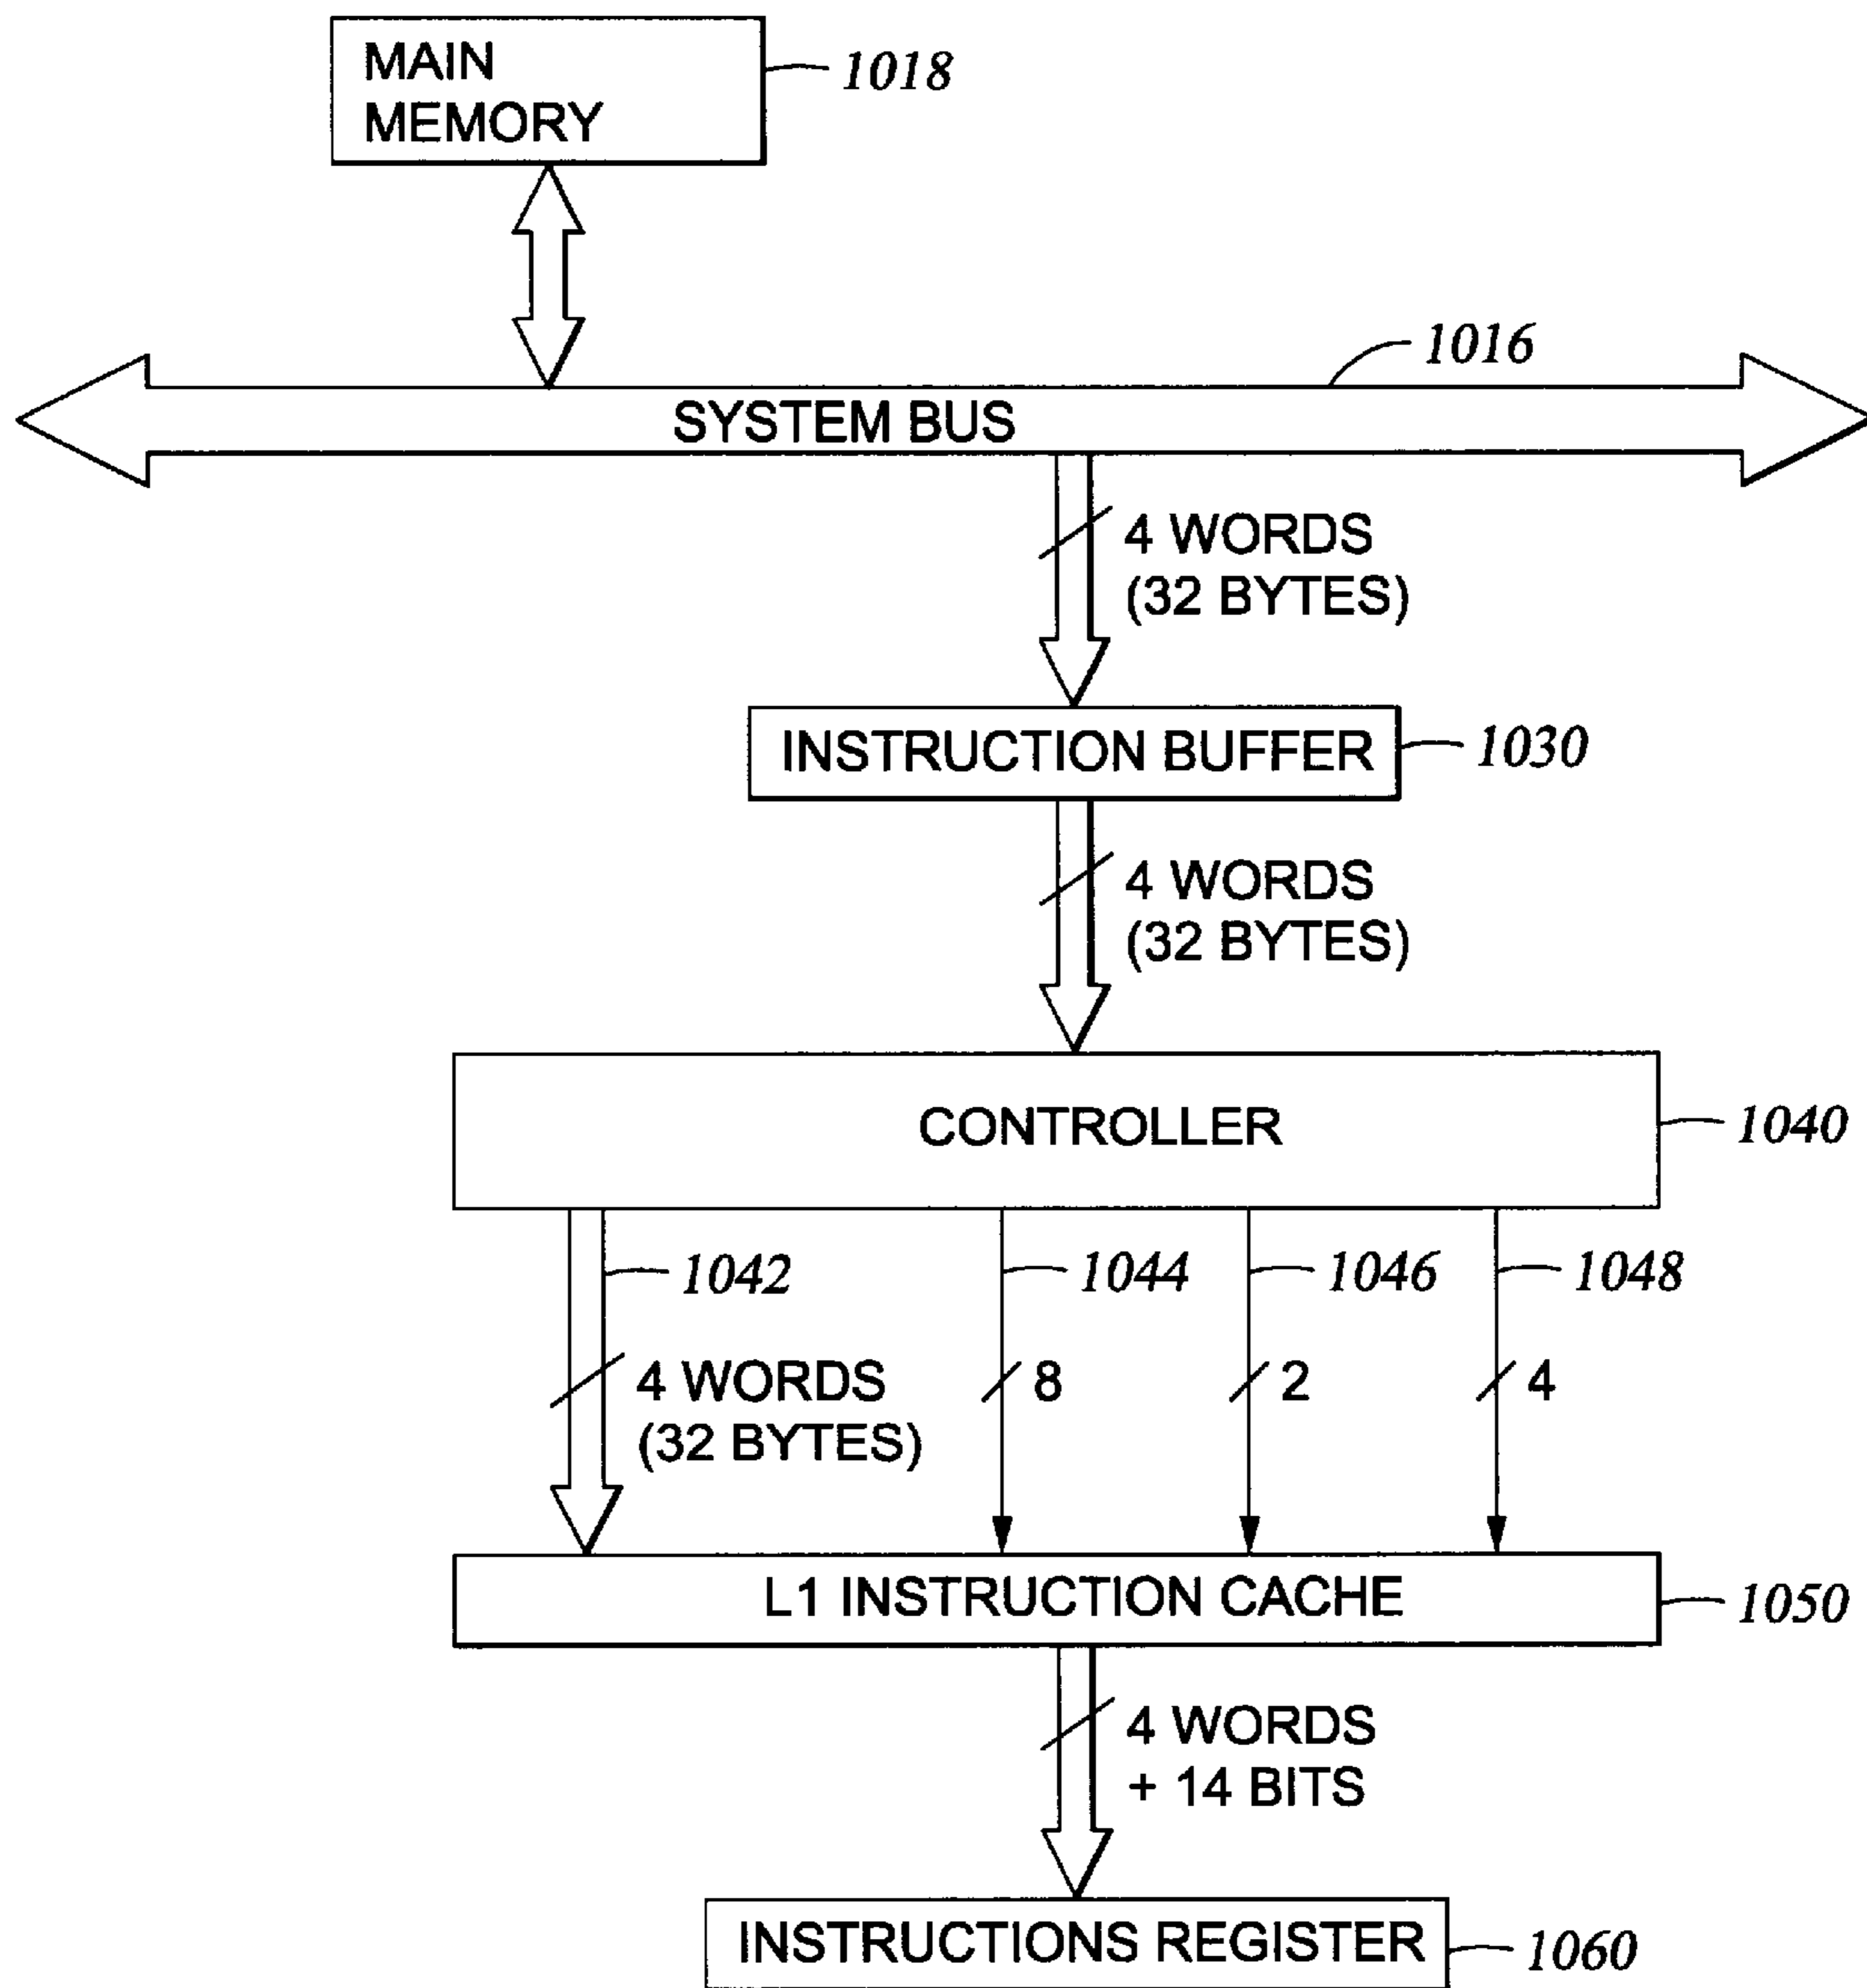 MAIN
MEMORY
1018
1016
SYSTEM BUS
4 WORDS
(32 BYTES)
INSTRUCTION BUFFER
1030
4 WORDS
(32 BYTES)
CONTROLLER
1040
1042
1044
1046
1048
4 WORDS
(32 BYTES)
8
2
4
L1 INSTRUCTION CACHE
1050
4 WORDS
+ 14 BITS
INSTRUCTIONS REGISTER
1060